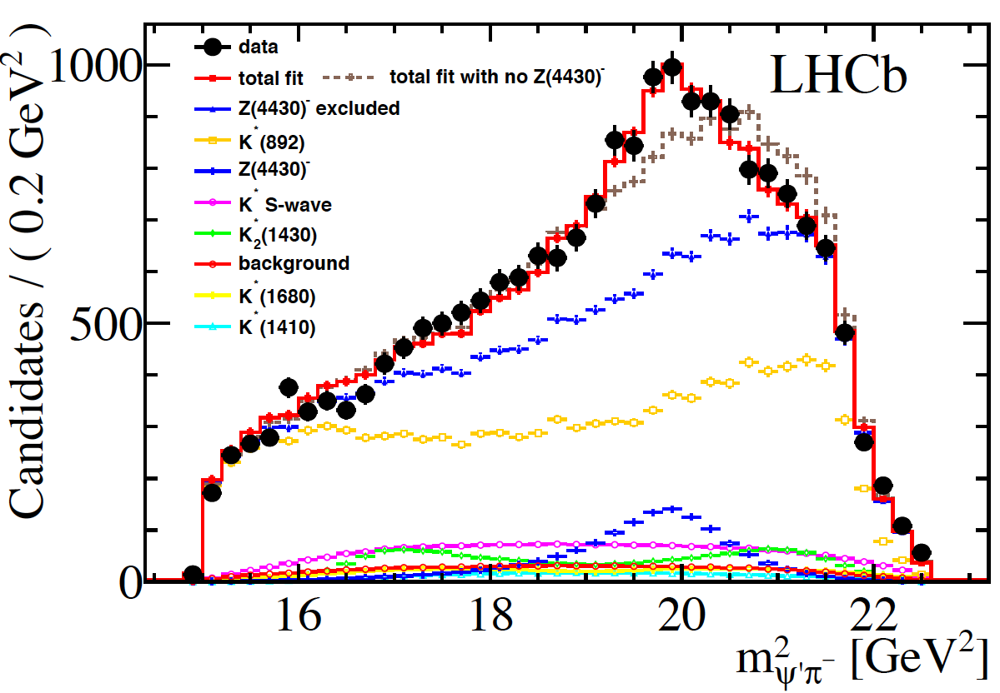 Candidates / ( 0.2 GeV²)
1000
500
0
data
total fit
total fit with no Z(4430)⁻
Z(4430)⁻ excluded
K*(892)
Z(4430)⁻
K* S-wave
K*₂(1430)
background
K*(1680)
K*(1410)
LHCb
16 18 20 22
m²ψ'π⁻ [GeV²]